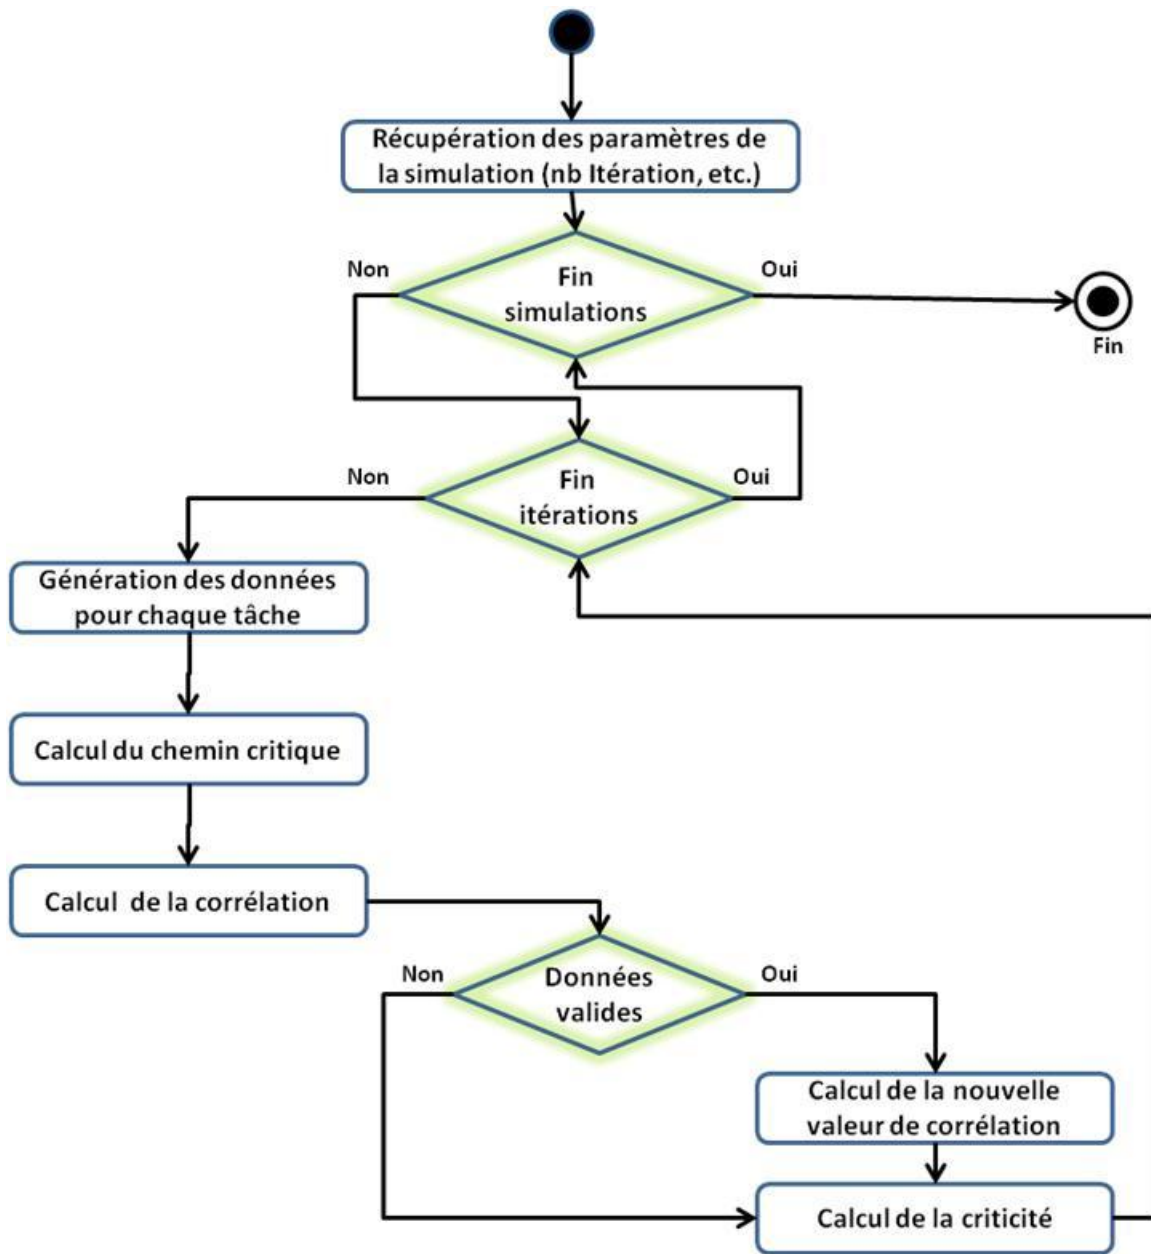 Récupération des paramètres de
la simulation (nb Itération, etc.)
Non
Fin
simulations
Oui
Fin
Non
Fin
itérations
Oui
Génération des données
pour chaque tâche
Calcul du chemin critique
Calcul de la corrélation
Non
Données
valides
Oui
Calcul de la nouvelle
valeur de corrélation
Calcul de la criticité